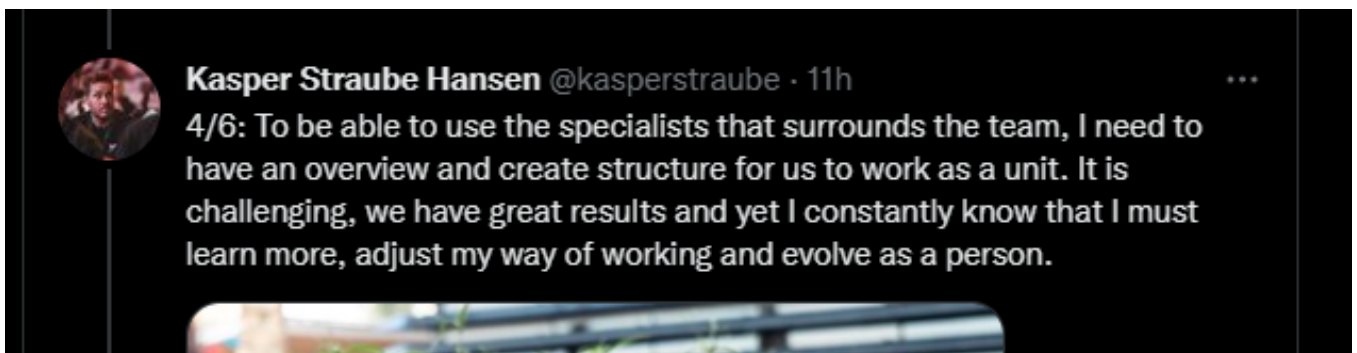 Kasper Straube Hansen @kasperstraube · 11h
4/6: To be able to use the specialists that surrounds the team, I need to
have an overview and create structure for us to work as a unit. It is
challenging, we have great results and yet I constantly know that I must
learn more, adjust my way of working and evolve as a person.